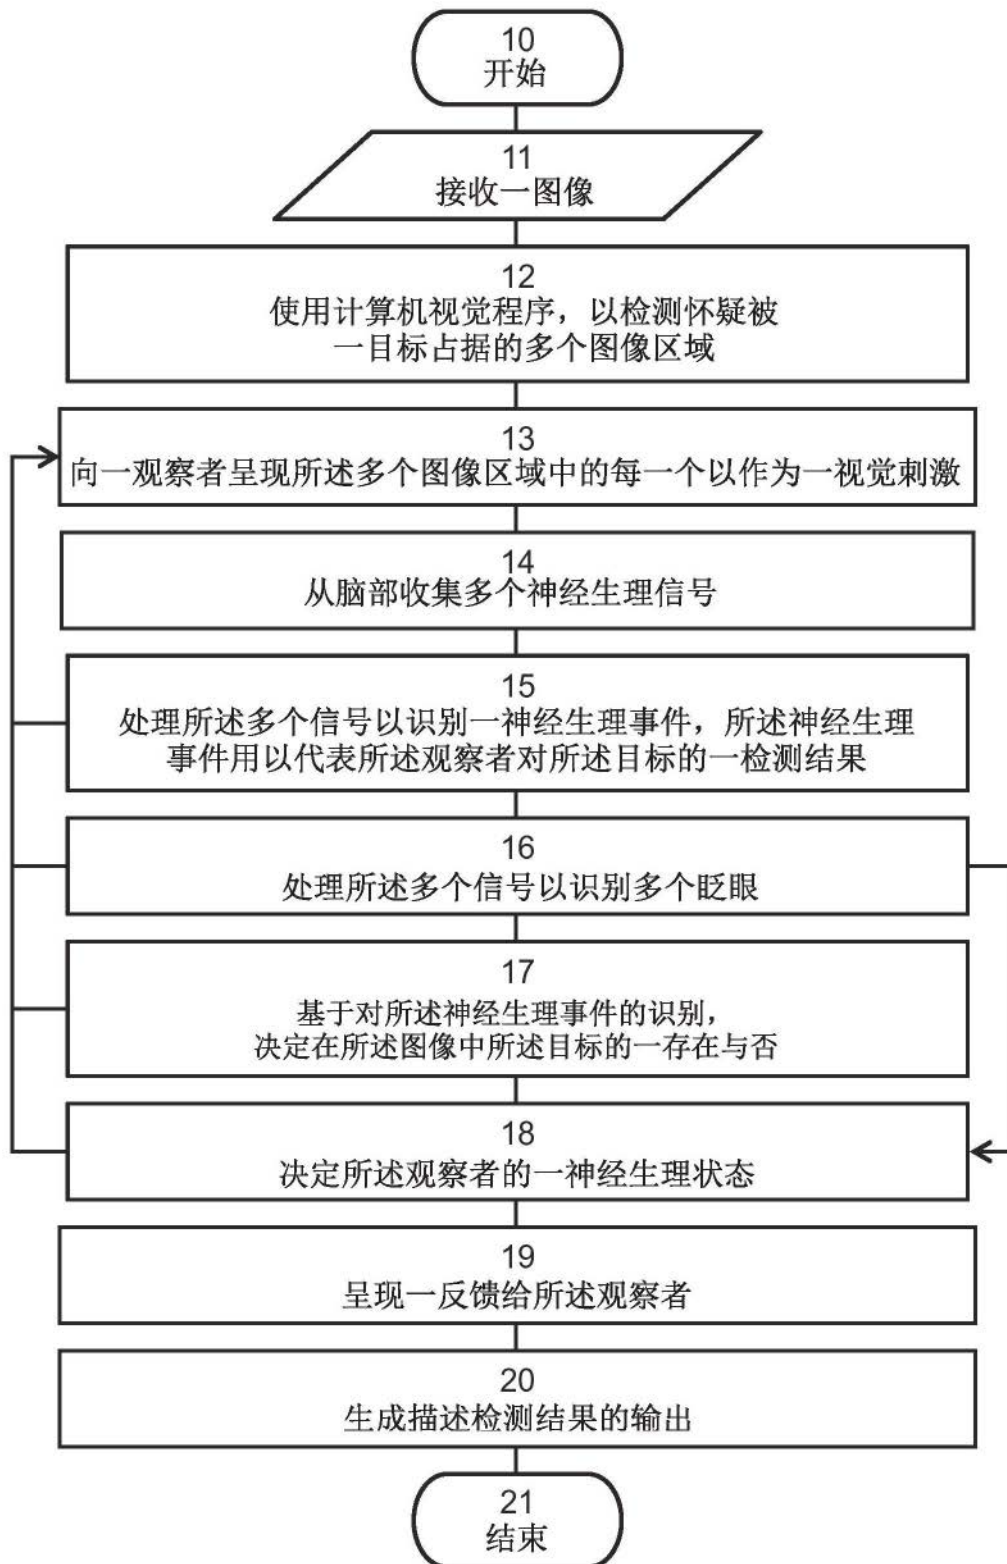 10
开始
11
接收一图像
12
使用计算机视觉程序，以检测怀疑被
一目标占据的多个图像区域
13
向一观察者呈现所述多个图像区域中的每一个以作为一视觉刺激
14
从脑部收集多个神经生理信号
15
处理所述多个信号以识别一神经生理事件，所述神经生理
事件用以代表所述观察者对所述目标的一检测结果
16
处理所述多个信号以识别多个眨眼
17
基于对所述神经生理事件的识别，
决定在所述图像中所述目标的一存在与否
18
决定所述观察者的一神经生理状态
19
呈现一反馈给所述观察者
20
生成描述检测结果的输出
21
结束